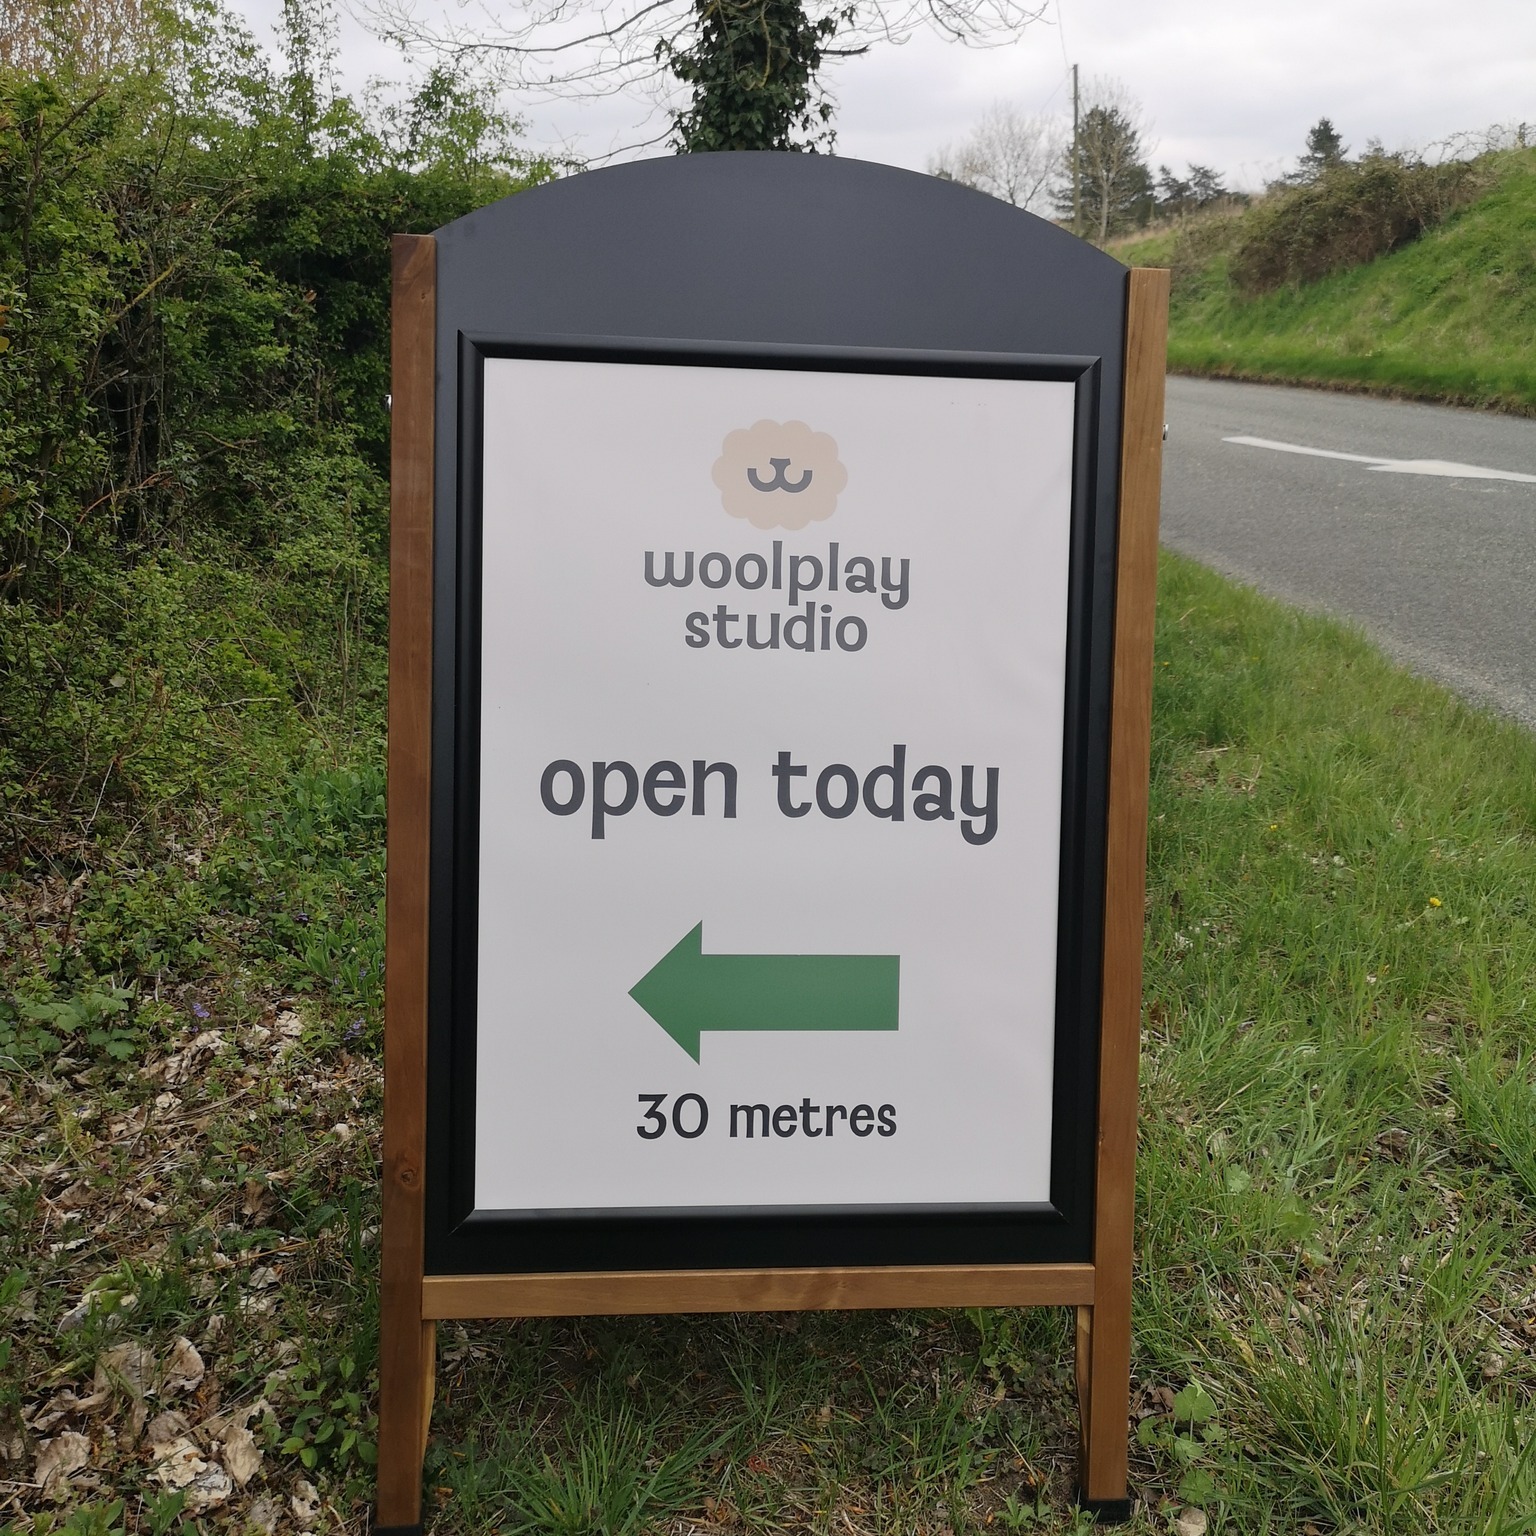 woolplay
studio
open today
30 metres